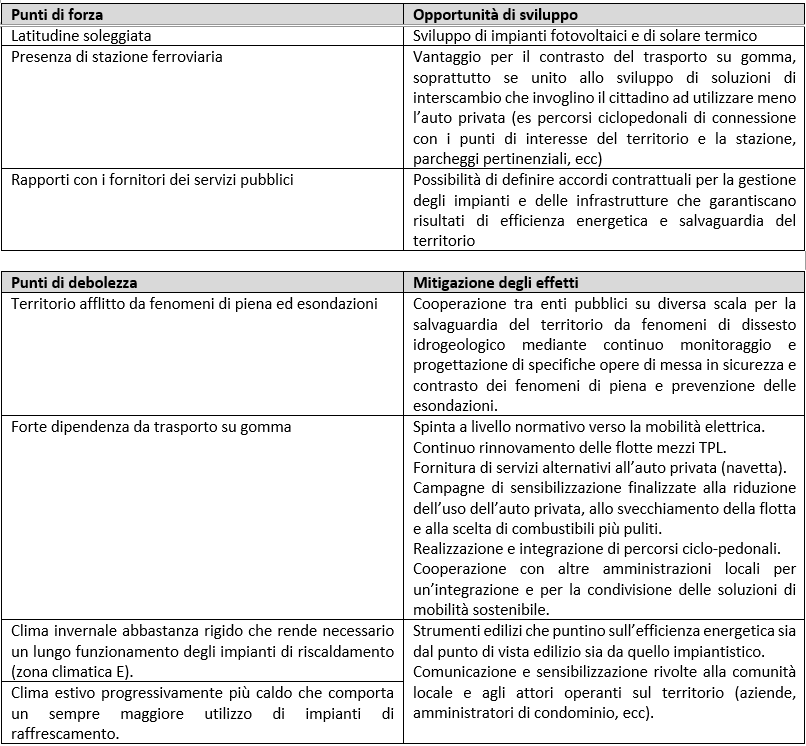 Punti di forza
Opportunità di sviluppo
Latitudine soleggiata
Sviluppo di impianti fotovoltaici e di solare termico
Presenza di stazione ferroviaria
Vantaggio per il contrasto del trasporto su gomma,
soprattutto se unito allo sviluppo di soluzioni di
interscambio che invoglino il cittadino ad utilizzare meno
l'auto privata (es percorsi ciclopedonali di connessione
con i punti di interesse del territorio e la stazione,
parcheggi pertinenziali, ecc)
Rapporti con i fornitori dei servizi pubblici
Possibilità di definire accordi contrattuali per la gestione
degli impianti e delle infrastrutture che garantiscano
risultati di efficienza energetica e salvaguardia del
territorio
Punti di debolezza
Mitigazione degli effetti
Territorio afflitto da fenomeni di piena ed esondazioni
Cooperazione tra enti pubblici su diversa scala per la
salvaguardia del territorio da fenomeni di dissesto
idrogeologico mediante continuo monitoraggio e
progettazione di specifiche opere di messa in sicurezza e
contrasto dei fenomeni di piena e prevenzione delle
esondazioni.
Forte dipendenza da trasporto su gomma
Spinta a livello normativo verso la mobilità elettrica.
Continuo rinnovamento delle flotte mezzi TPL.
Fornitura di servizi alternativi all'auto privata (navetta).
Campagne di sensibilizzazione finalizzate alla riduzione
dell'uso dell'auto privata, allo svecchiamento della flotta
e alla scelta di combustibili più puliti.
Realizzazione e integrazione di percorsi ciclo-pedonali.
Cooperazione con altre amministrazioni locali per
un'integrazione e per la condivisione delle soluzioni di
mobilità sostenibile.
Clima invernale abbastanza rigido che rende necessario
un lungo funzionamento degli impianti di riscaldamento
(zona climatica E).
Clima estivo progressivamente più caldo che comporta
un sempre maggiore utilizzo di impianti di
raffrescamento.
Strumenti edilizi che puntino sull'efficienza energetica sia
dal punto di vista edilizio sia da quello impiantistico.
Comunicazione e sensibilizzazione rivolte alla comunità
locale e agli attori operanti sul territorio (aziende,
amministratori di condominio, ecc).